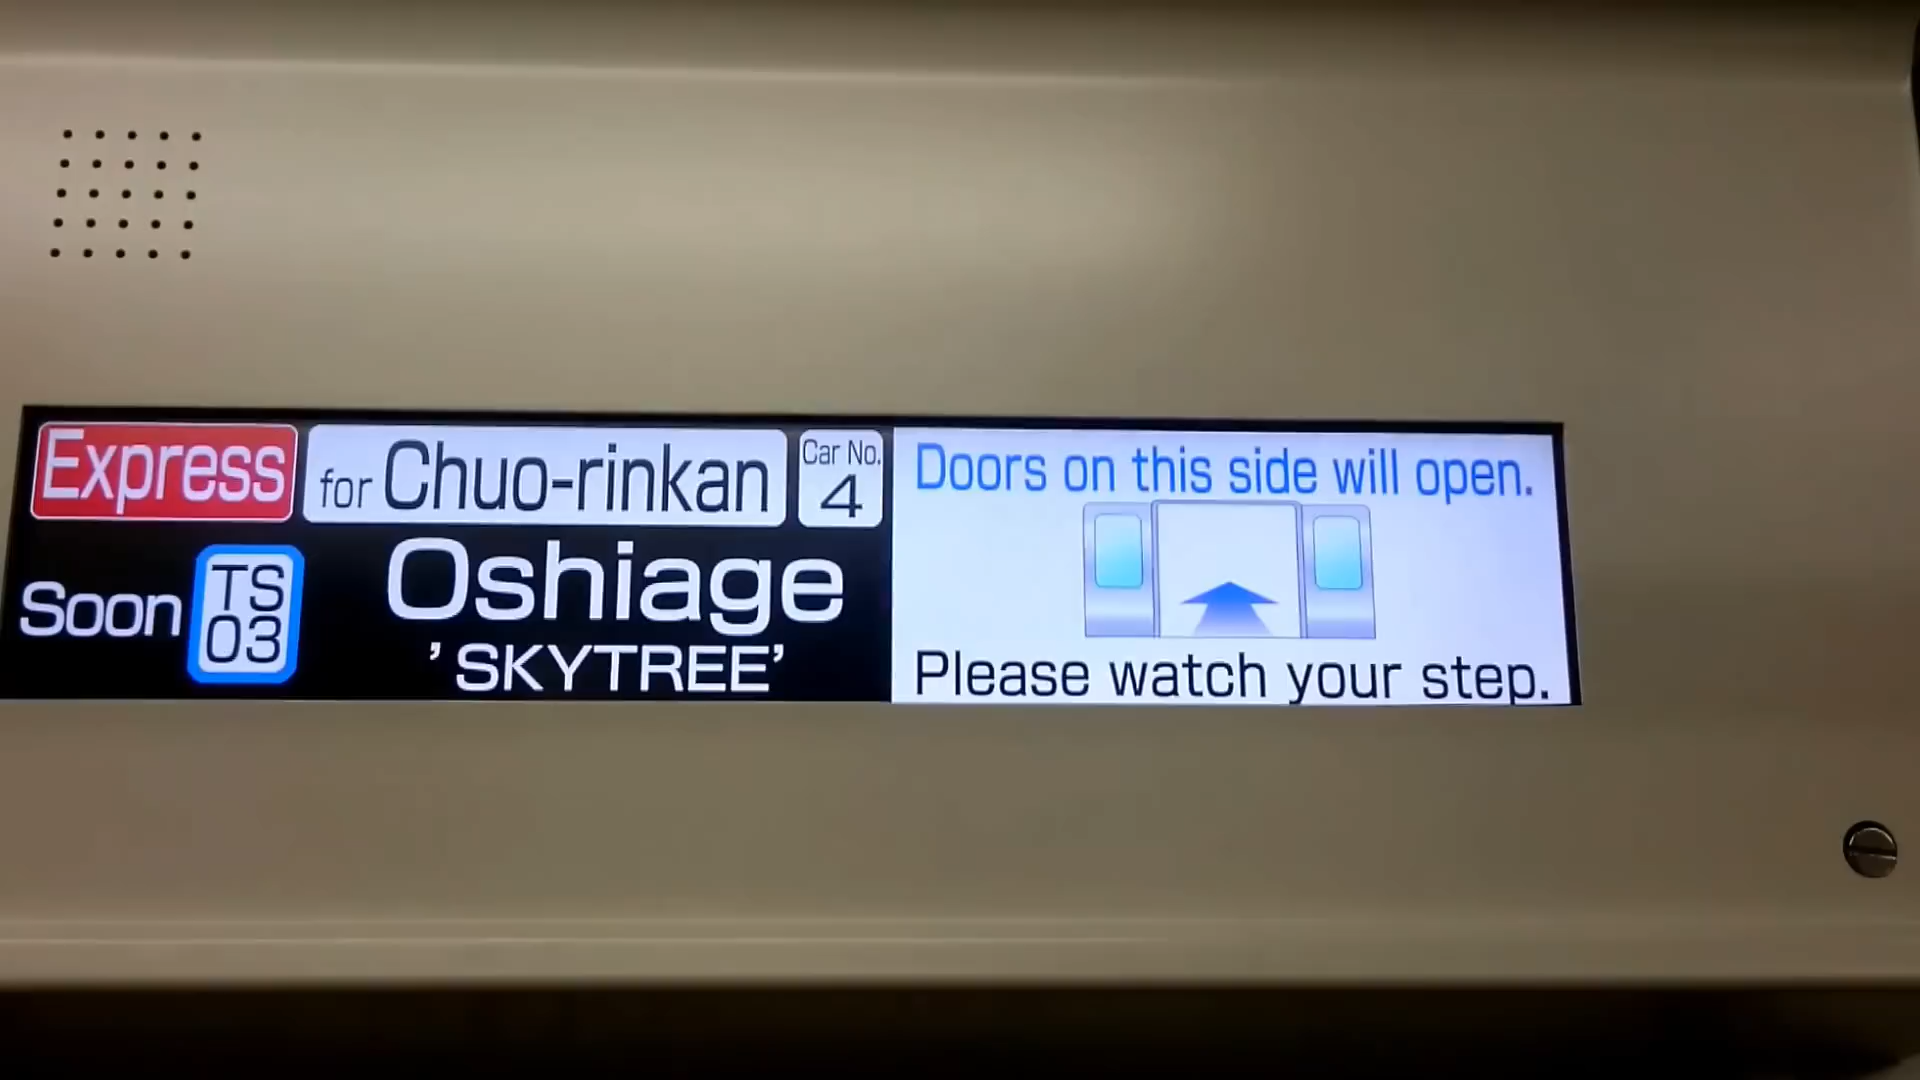 Express for Chuo-rinkan Car No. 4
Soon TS 03 Oshiage
'SKYTREE'
Doors on this side will open.
Please watch your step.